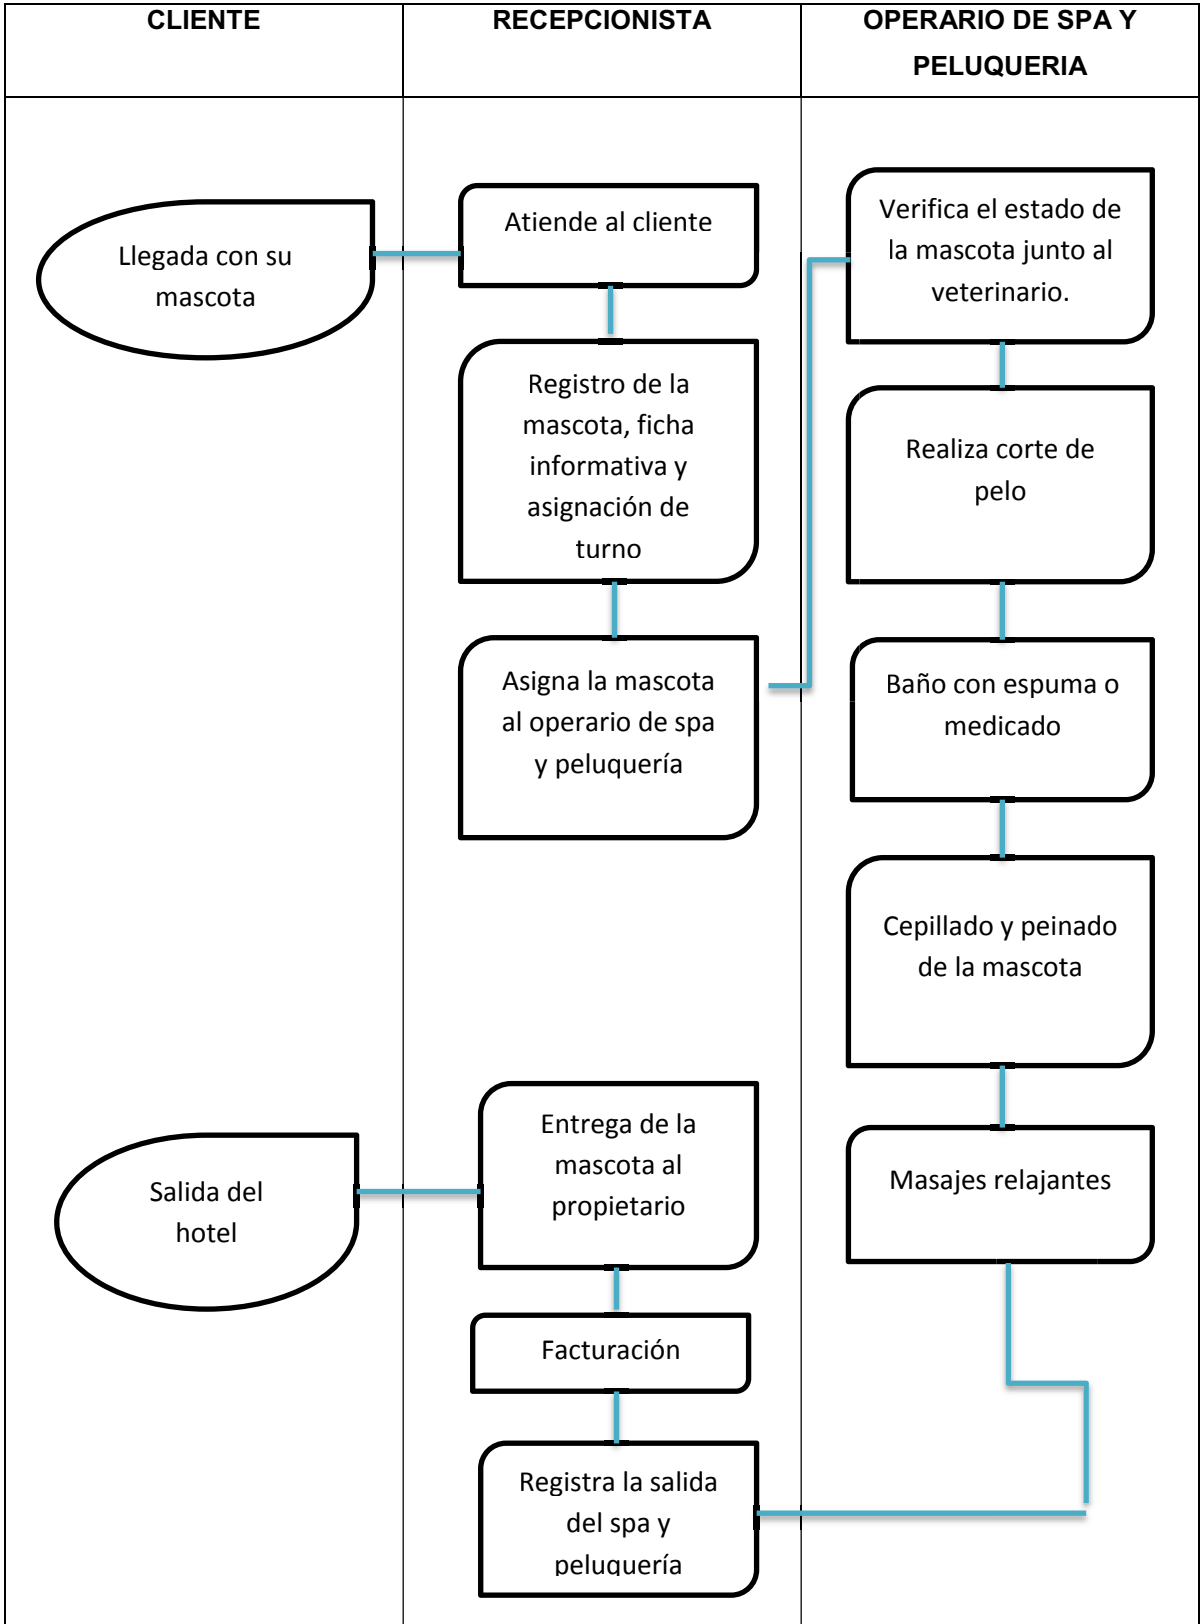 CLIENTE
RECEPCIONISTA
OPERARIO DE SPA Y
PELUQUERIA
Llegada con su
mascota
Atiende al cliente
Registro de la
mascota, ficha
informativa y
asignación de
turno
Asigna la mascota
al operario de spa
y peluquería
Verifica el estado de
la mascota junto al
veterinario.
Realiza corte de
pelo
Baño con espuma o
medicado
Cepillado y peinado
de la mascota
Masajes relajantes
Registra la salida
del spa y
peluquería
Facturación
Entrega de la
mascota al
propietario
Salida del
hotel